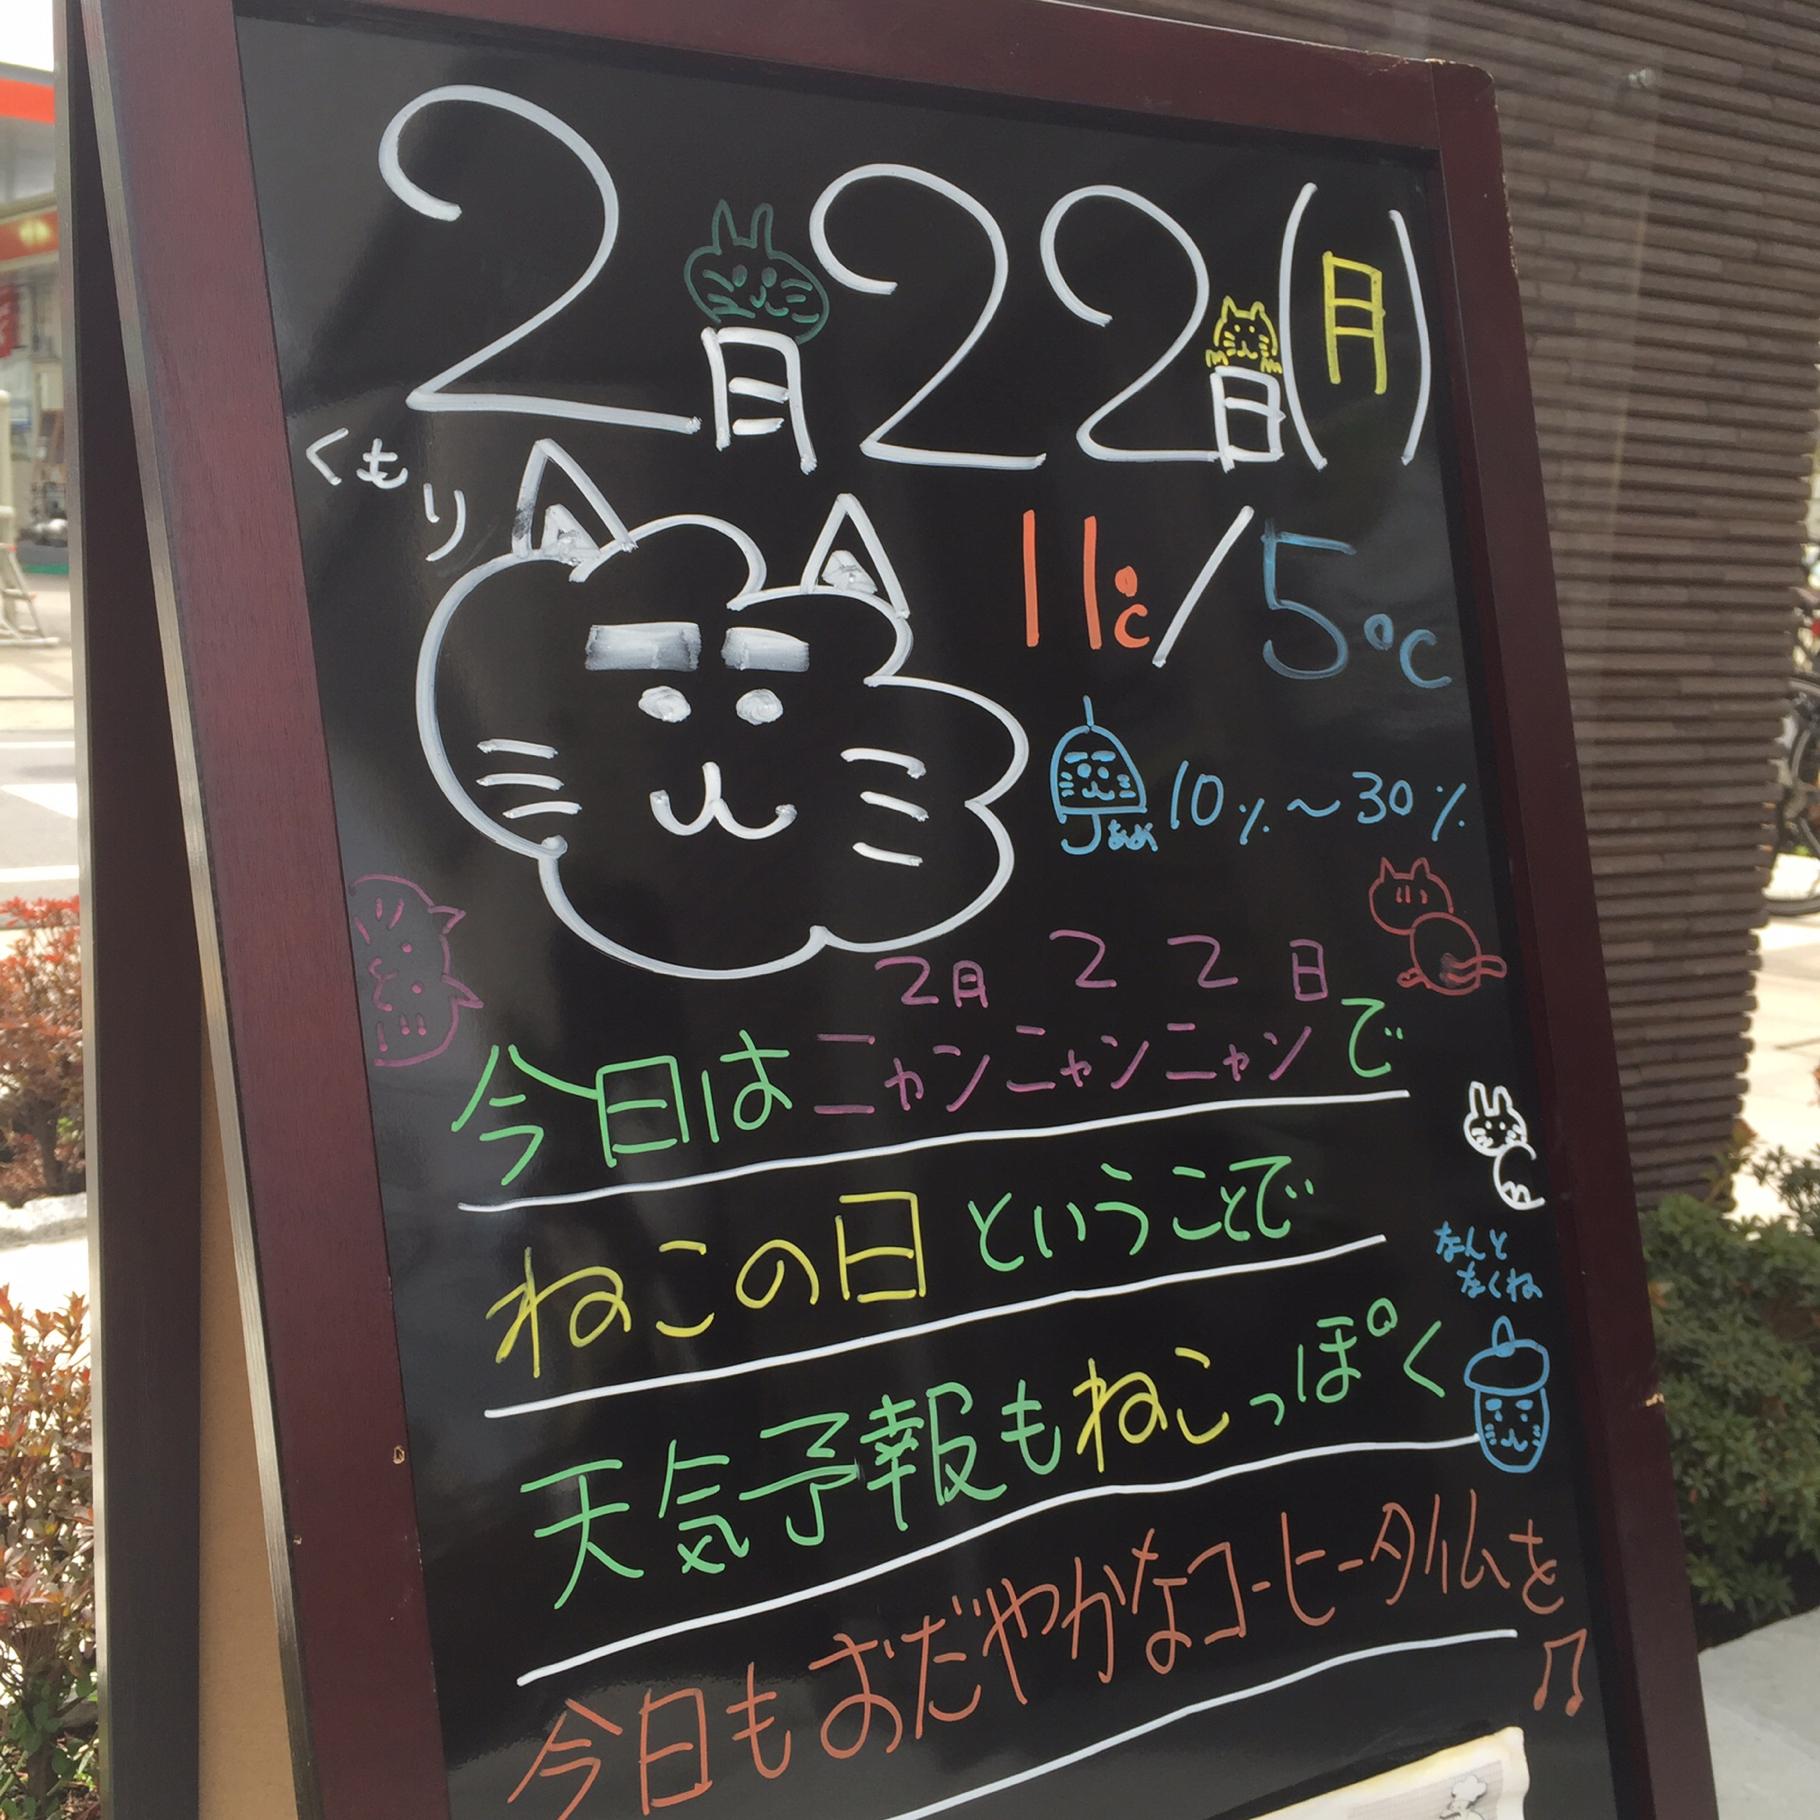 2月22日(月)
くもり
11℃/5℃
10%～30%
2月22日
今日はニャンニャンニャンで
ねこの日ということで
なんと
なくね
天気予報もねこっぽく
今日もおだやかなコーヒータイムを♫